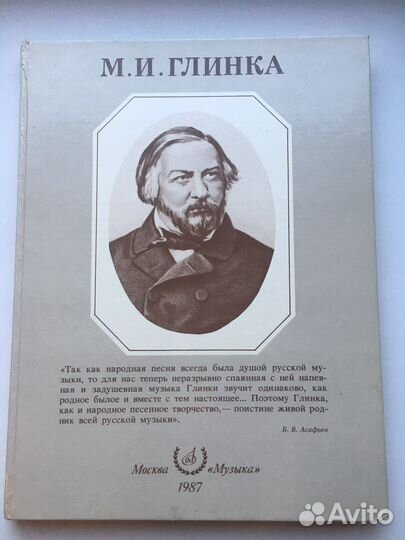 М.И.ГЛИНКА
«Так как народная песня всегда была душой русской му-
зыки, то для нас теперь неразрывно спаянная с ней напев-
ная и задушевная музыка Глинки звучит одинаково, как
родное былое и вместе с тем настоящее... Поэтому Глинка,
как и народное песенное творчество,— поистине живой род-
ник всей русской музыки».
Б. В. Асафьев
Москва «Музыка»
1987
Avito